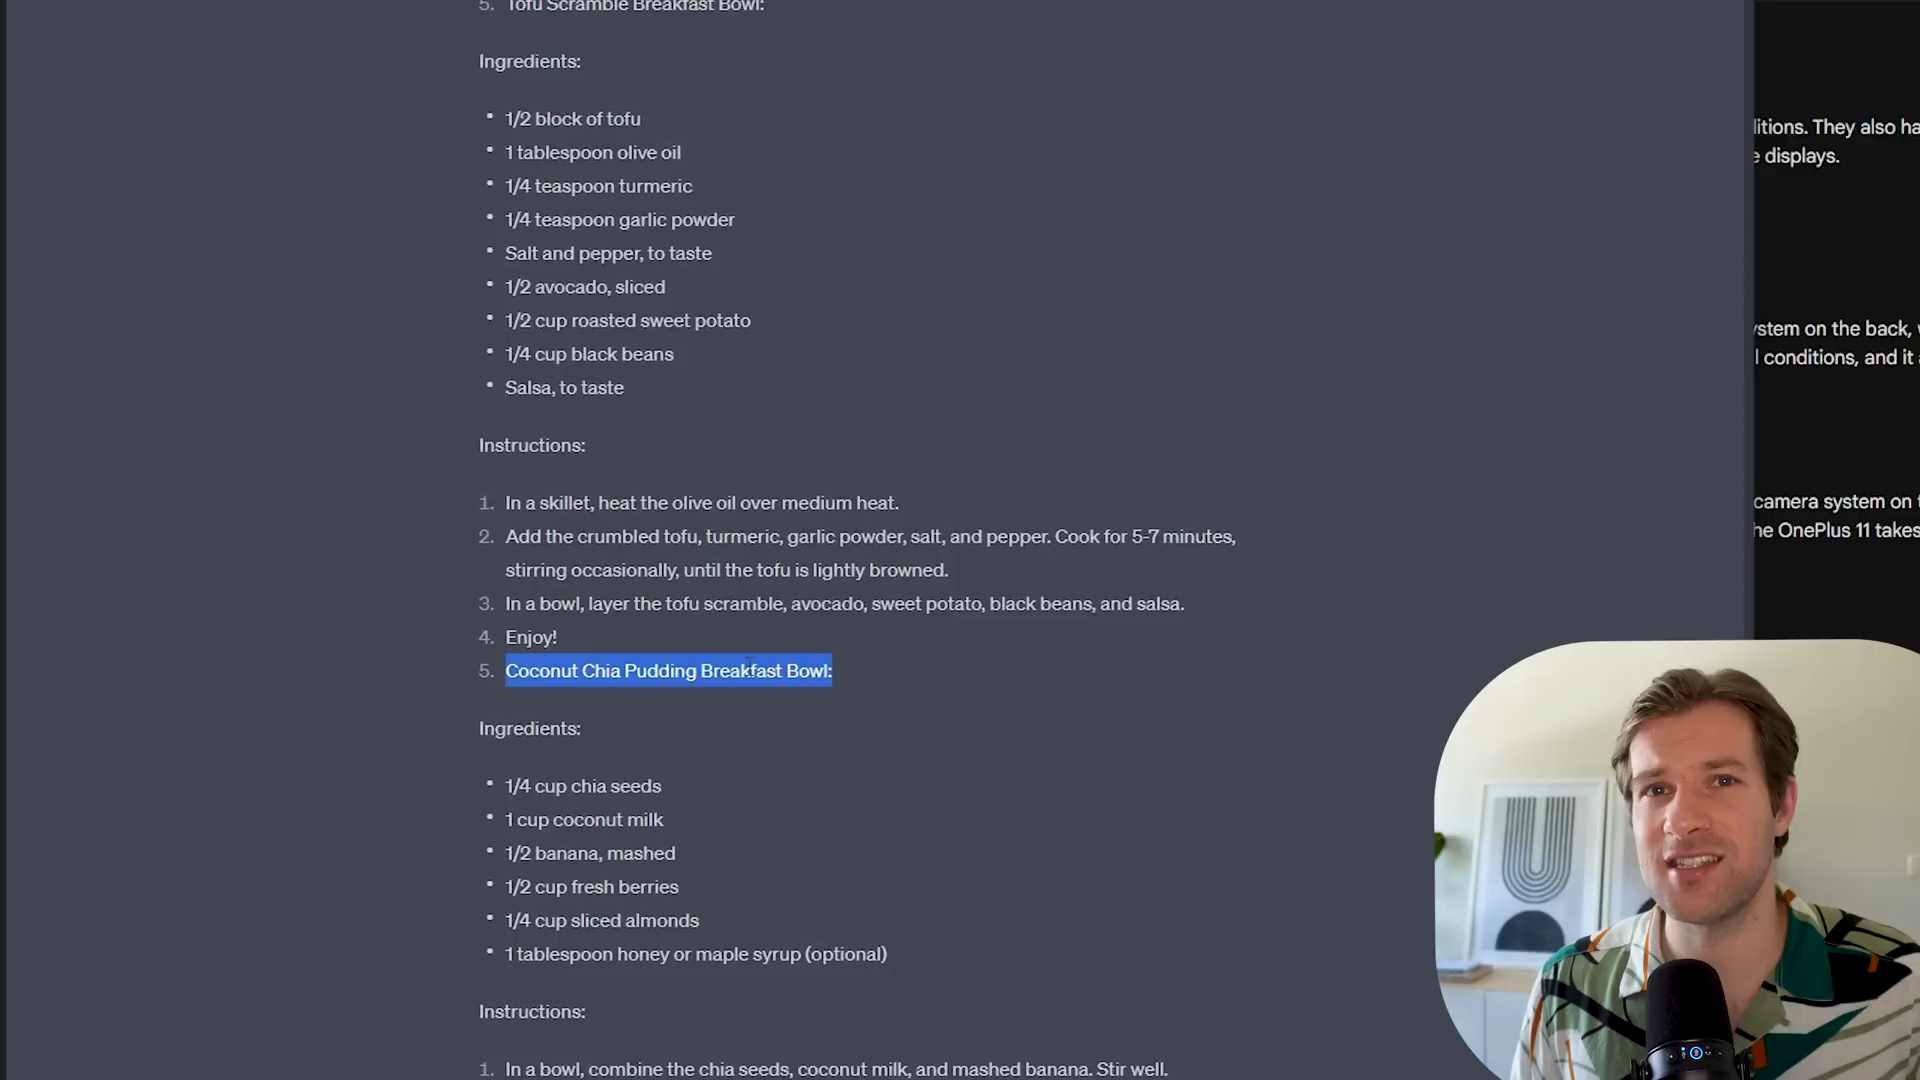 5. Tofu Scramble Breakfast Bowl:
Ingredients:
• 1/2 block of tofu
• 1 tablespoon olive oil
• 1/4 teaspoon turmeric
• 1/4 teaspoon garlic powder
• Salt and pepper, to taste
• 1/2 avocado, sliced
• 1/2 cup roasted sweet potato
• 1/4 cup black beans
• Salsa, to taste
Instructions:
1. In a skillet, heat the olive oil over medium heat.
2. Add the crumbled tofu, turmeric, garlic powder, salt, and pepper. Cook for 5-7 minutes,
stirring occasionally, until the tofu is lightly browned.
3. In a bowl, layer the tofu scramble, avocado, sweet potato, black beans, and salsa.
4. Enjoy!
5. Coconut Chia Pudding Breakfast Bowl:
Ingredients:
• 1/4 cup chia seeds
• 1 cup coconut milk
• 1/2 banana, mashed
• 1/2 cup fresh berries
• 1/4 cup sliced almonds
• 1 tablespoon honey or maple syrup (optional)
Instructions:
1. In a bowl, combine the chia seeds, coconut milk, and mashed banana. Stir well.
litions. They also ha
e displays.
ystem on the back,
l conditions, and it
camera system on
he OnePlus 11 takes